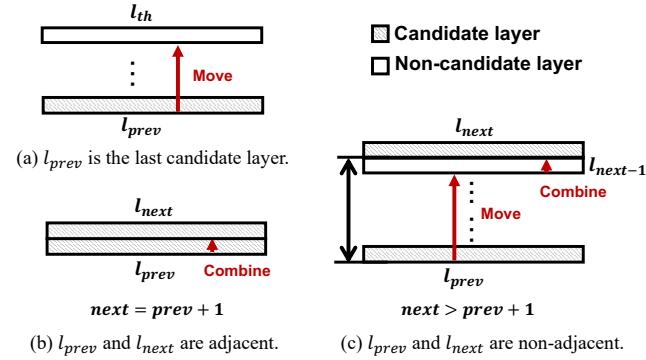 l_th
Move
l_prev
(a) l_prev is the last candidate layer.
Candidate layer
Non-candidate layer
l_next
Combine
l_prev
next = prev + 1
(b) l_prev and l_next are adjacent.
l_next
l_next−1
Combine
Move
l_prev
next > prev + 1
(c) l_prev and l_next are non-adjacent.